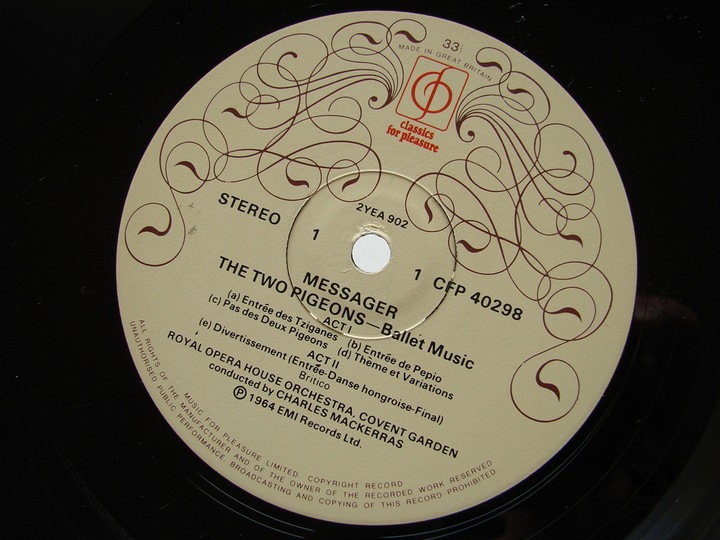 33⅓
MADE IN GREAT BRITAIN
classics
for pleasure
STEREO
2YEA 902
1
1 CFP 40298
MESSAGER
THE TWO PIGEONS—Ballet Music
ACT I
(a) Entrée des Tziganes (b) Entrée de Pepio
(c) Pas des Deux Pigeons (d) Thème et Variations
ACT II
(e) Divertissement (Entrée-Danse hongroise-Final)
Britico
ROYAL OPERA HOUSE ORCHESTRA, COVENT GARDEN
conducted by CHARLES MACKERRAS
℗ 1964 EMI Records Ltd.
MUSIC FOR PLEASURE LIMITED. COPYRIGHT RECORD
ALL RIGHTS OF THE MANUFACTURER AND OF THE OWNER OF THE RECORDED WORK RESERVED
UNAUTHORISED PUBLIC PERFORMANCE, BROADCASTING AND COPYING OF THIS RECORD PROHIBITED